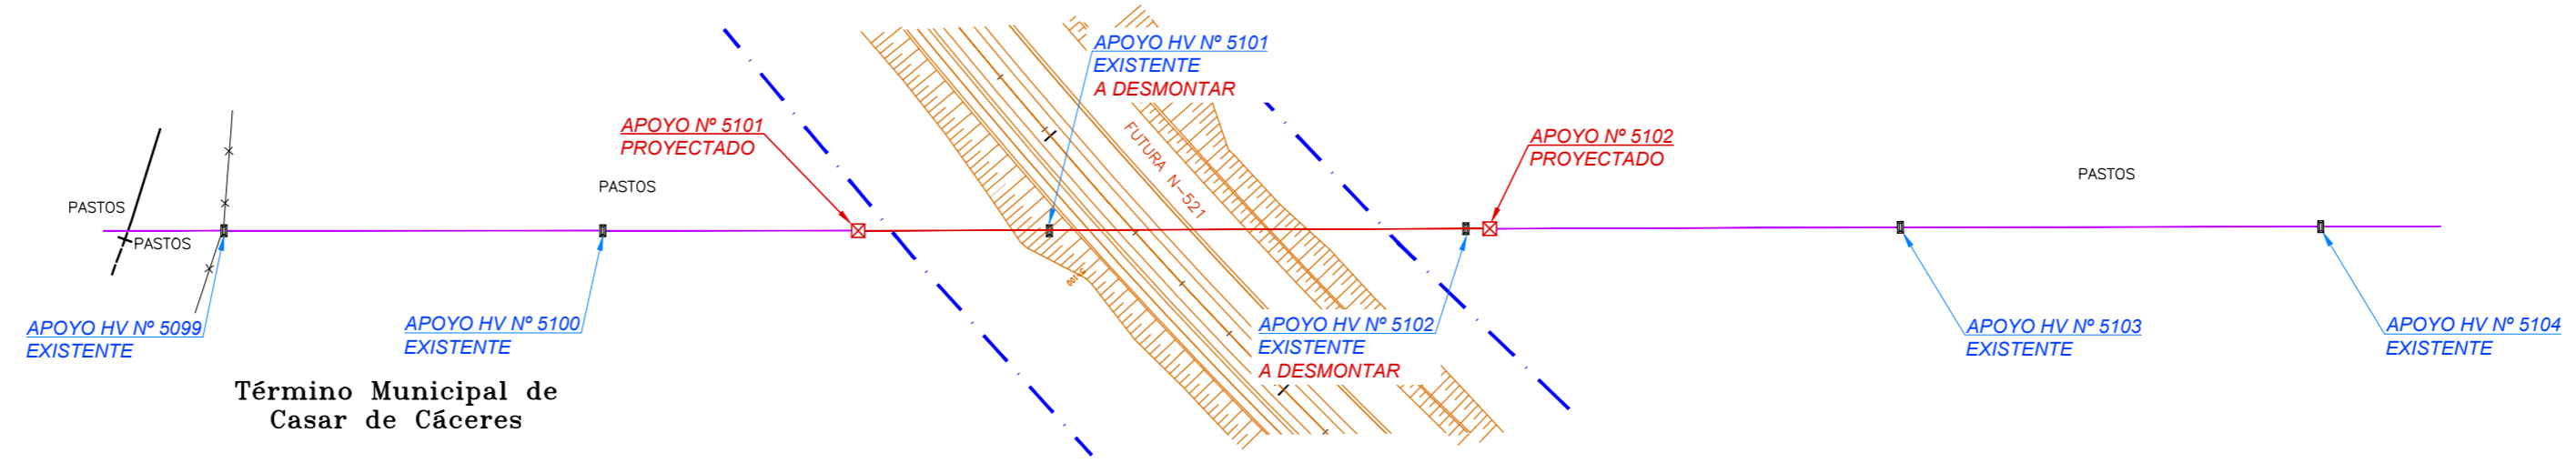 APOYO HV Nº 5101
EXISTENTE
A DESMONTAR
APOYO Nº 5101
PROYECTADO
FUTURA N-521
APOYO Nº 5102
PROYECTADO
PASTOS
PASTOS
PASTOS
PASTOS
APOYO HV Nº 5099
EXISTENTE
APOYO HV Nº 5100
EXISTENTE
APOYO HV Nº 5102
EXISTENTE
A DESMONTAR
APOYO HV Nº 5103
EXISTENTE
APOYO HV Nº 5104
EXISTENTE
Término Municipal de
Casar de Cáceres